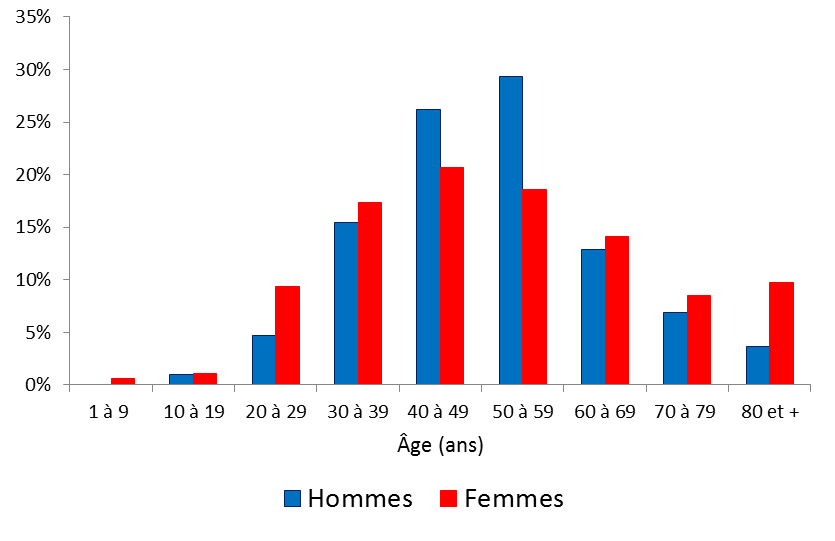 35%
30%
25%
20%
15%
10%
5%
0%
1 à 9 10 à 19 20 à 29 30 à 39 40 à 49 50 à 59 60 à 69 70 à 79 80 et +
Âge (ans)
Hommes Femmes